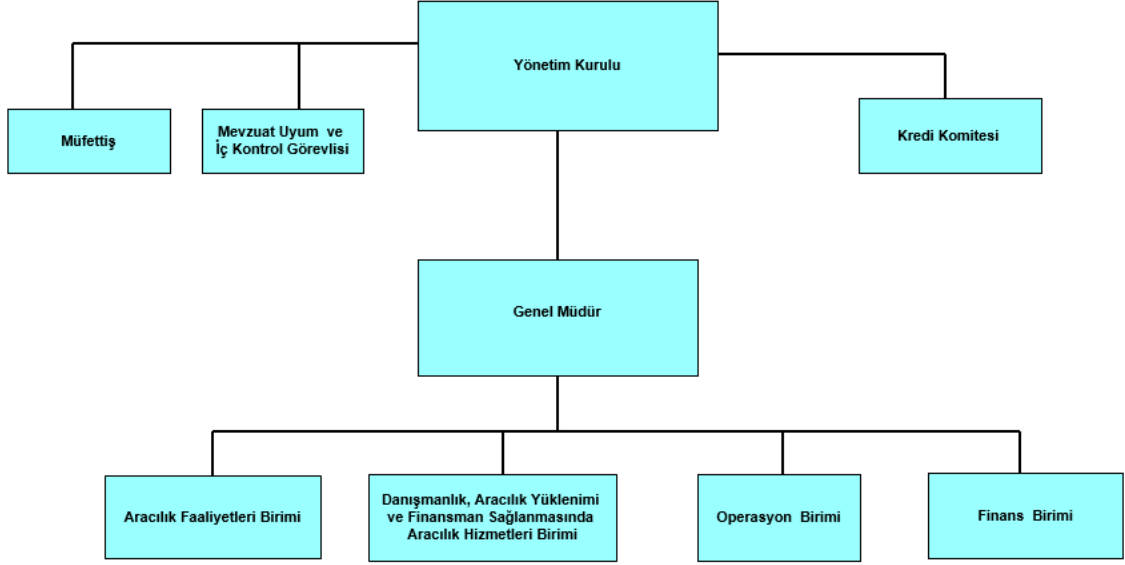 Yönetim Kurulu
Müfettiş
Mevzuat Uyum ve
İç Kontrol Görevlisi
Kredi Komitesi
Genel Müdür
Aracılık Faaliyetleri Birimi
Danışmanlık, Aracılık Yüklenimi
ve Finansman Sağlanmasında
Aracılık Hizmetleri Birimi
Operasyon Birimi
Finans Birimi